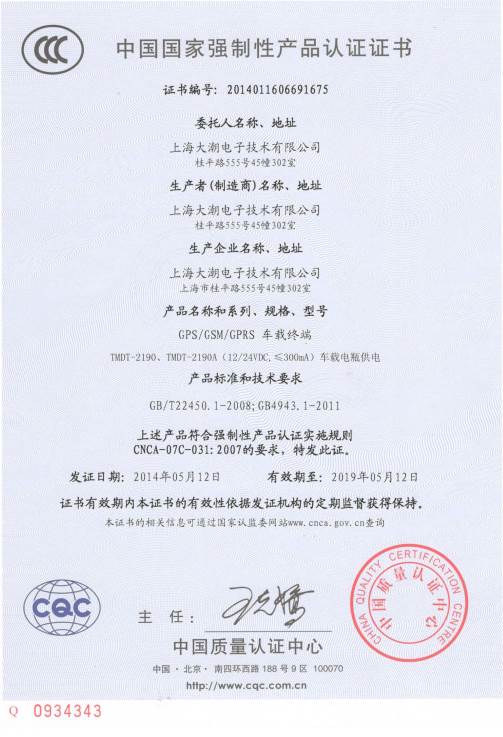 CCC
中国国家强制性产品认证证书
证书编号: 2014011606691675
委托人名称、地址
上海大潮电子技术有限公司
桂平路555号45幢302室
生产者(制造商)名称、地址
上海大潮电子技术有限公司
桂平路555号45幢302室
生产企业名称、地址
上海大潮电子技术有限公司
上海市桂平路555号45幢302室
产品名称和系列、规格、型号
GPS/GSM/GPRS 车载终端
TMDT-2190、TMDT-2190A (12/24VDC,≤300mA) 车载电瓶供电
产品标准和技术要求
GB/T22450.1-2008;GB4943.1-2011
上述产品符合强制性产品认证实施规则
CNCA-07C-031:2007的要求，特发此证。
发证日期: 2014年05月12日 有效期至: 2019年05月12日
证书有效期内本证书的有效性依据发证机构的定期监督获得保持。
本证书的相关信息可通过国家认监委网站www.cnca.gov.cn查询
CHINA QUALITY CERTIFICATION CENTRE
中国质量认证中心
CQC
主任:
中国质量认证中心
中国·北京·南四环西路188号9区 100070
http://www.cqc.com.cn
Q 0934343